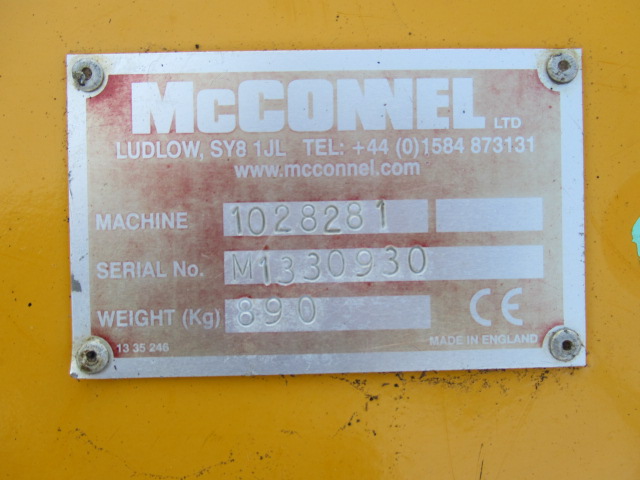 McCONNEL LTD
LUDLOW, SY8 1JL TEL: +44 (0)1584 873131
www.mcconnel.com
MACHINE 1028281
SERIAL No. M1330930
WEIGHT (Kg) 890 CE
13 35 246 MADE IN ENGLAND